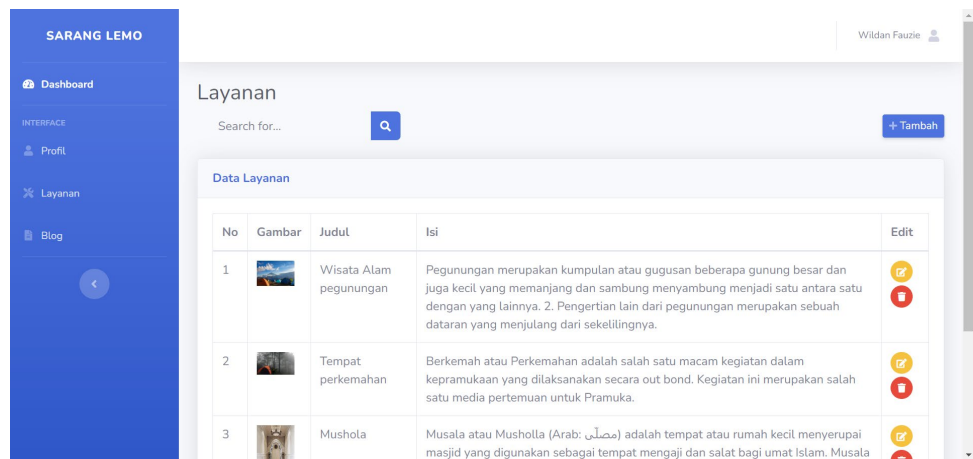 SARANG LEMO
Wildan Fauzie
Dashboard
INTERFACE
Profil
Layanan
Blog
Layanan
Search for...
+ Tambah
Data Layanan
No Gambar Judul Isi Edit
1 Wisata Alam pegunungan
Pegunungan merupakan kumpulan atau gugusan beberapa gunung besar dan
juga kecil yang memanjang dan sambung menyambung menjadi satu antara satu
dengan yang lainnya. 2. Pengertian lain dari pegunungan merupakan sebuah
dataran yang menjulang dari sekelilingnya.
2 Tempat perkemahan
Berkemah atau Perkemahan adalah salah satu macam kegiatan dalam
kepramukaan yang dilaksanakan secara out bond. Kegiatan ini merupakan salah
satu media pertemuan untuk Pramuka.
3 Mushola
Musala atau Musholla (Arab: مصلّى) adalah tempat atau rumah kecil menyerupai
masjid yang digunakan sebagai tempat mengaji dan salat bagi umat Islam. Musala